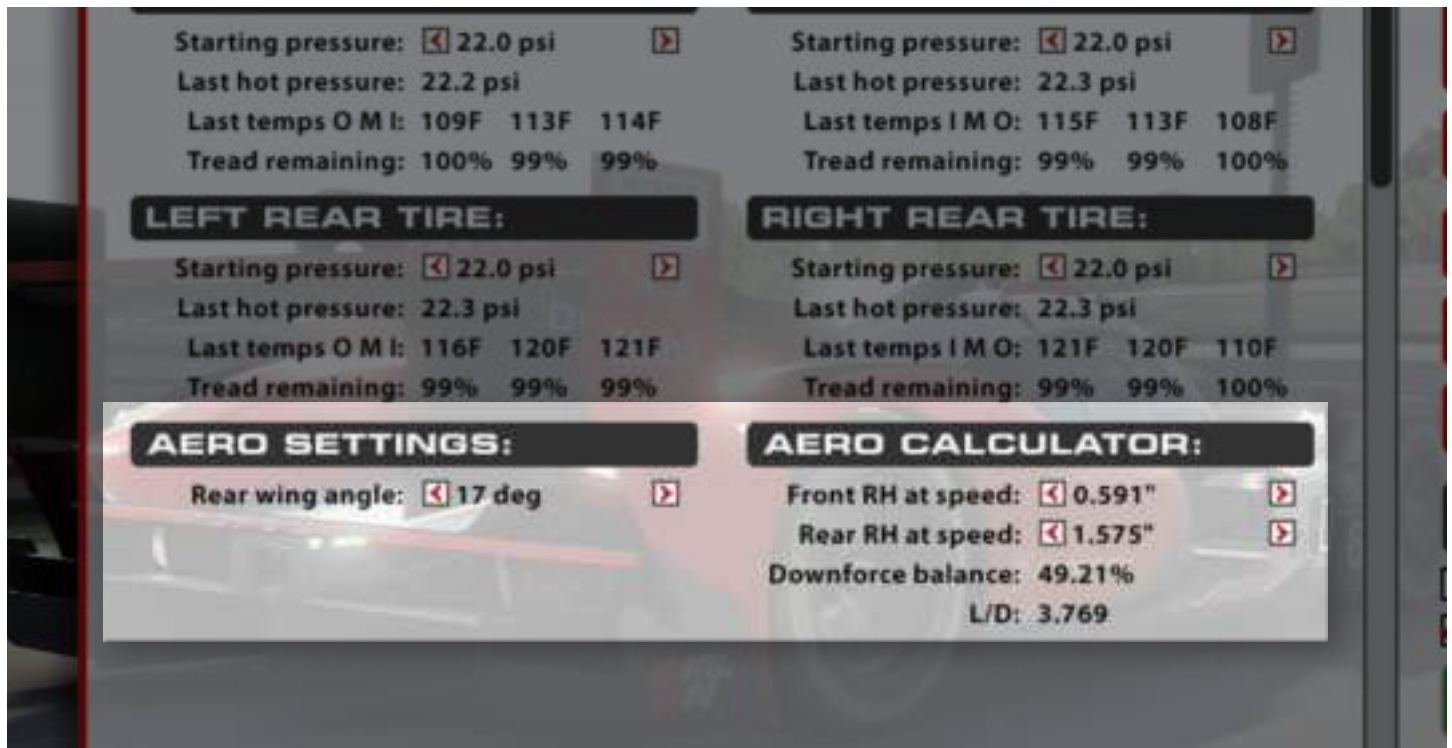 Starting pressure: 22.0 psi
Last hot pressure: 22.2 psi
Last temps O M I: 109F 113F 114F
Tread remaining: 100% 99% 99%
Starting pressure: 22.0 psi
Last hot pressure: 22.3 psi
Last temps I M O: 115F 113F 108F
Tread remaining: 99% 99% 100%
LEFT REAR TIRE:
Starting pressure: 22.0 psi
Last hot pressure: 22.3 psi
Last temps O M I: 116F 120F 121F
Tread remaining: 99% 99% 99%
RIGHT REAR TIRE:
Starting pressure: 22.0 psi
Last hot pressure: 22.3 psi
Last temps I M O: 121F 120F 110F
Tread remaining: 99% 99% 100%
AERO SETTINGS:
Rear wing angle: 17 deg
AERO CALCULATOR:
Front RH at speed: 0.591"
Rear RH at speed: 1.575"
Downforce balance: 49.21%
L/D: 3.769